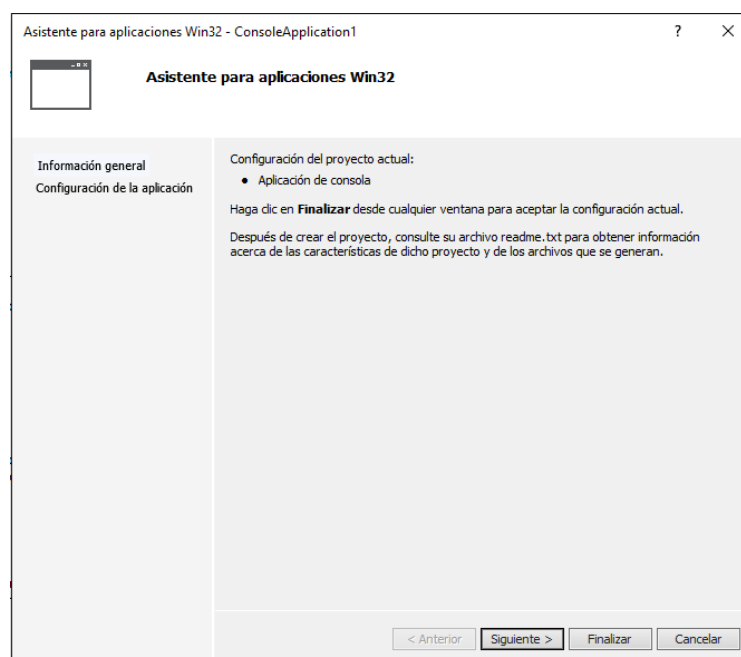 Asistente para aplicaciones Win32 - ConsoleApplication1
Asistente para aplicaciones Win32
Información general
Configuración de la aplicación
Configuración del proyecto actual:
• Aplicación de consola
Haga clic en Finalizar desde cualquier ventana para aceptar la configuración actual.
Después de crear el proyecto, consulte su archivo readme.txt para obtener información
acerca de las características de dicho proyecto y de los archivos que se generan.
< Anterior
Siguiente >
Finalizar
Cancelar